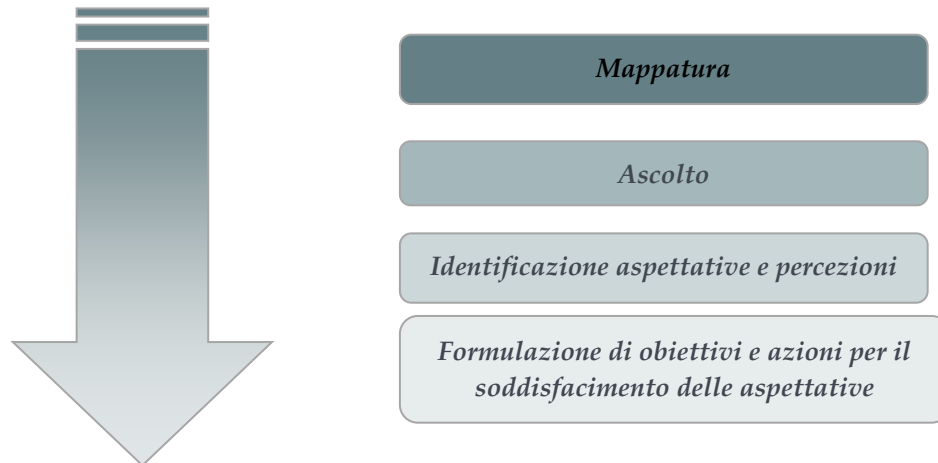 Mappatura
Ascolto
Identificazione aspettative e percezioni
Formulazione di obiettivi e azioni per il
soddisfacimento delle aspettative